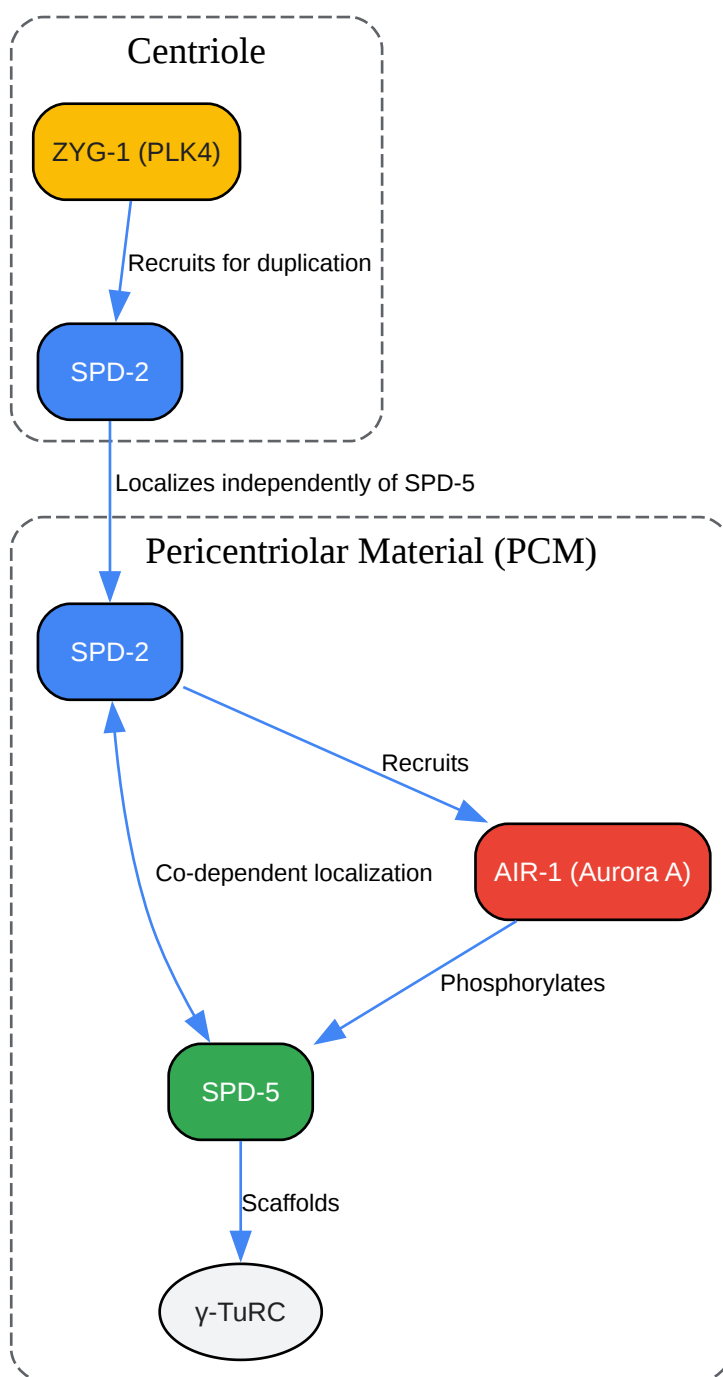 Centriole
ZYG-1 (PLK4)
Recruits for duplication
SPD-2
Localizes independently of SPD-5
Pericentriolar Material (PCM)
SPD-2
Recruits
Co-dependent localization
AIR-1 (Aurora A)
Phosphorylates
SPD-5
Scaffolds
γ-TuRC